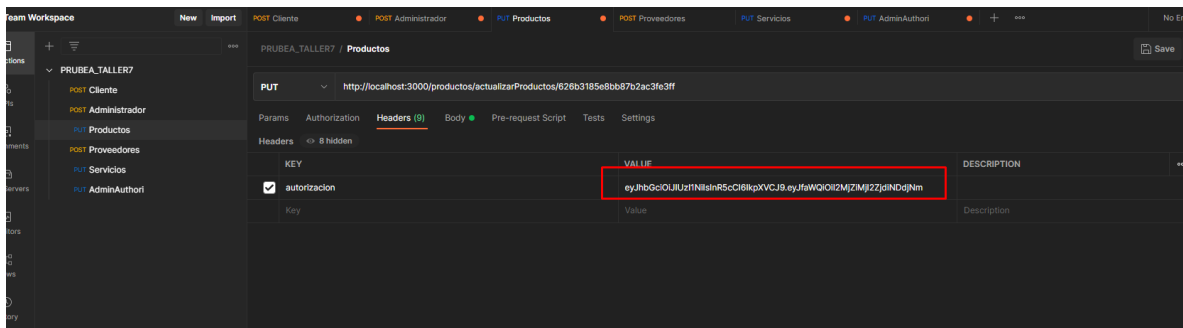 Team Workspace New Import POST Cliente POST Administrador PUT Productos POST Proveedores PUT Servicios PUT AdminAuthori
PRUBEA_TALLER7 / Productos Save
PRUBEA_TALLER7
POST Cliente
POST Administrador
PUT Productos
POST Proveedores
PUT Servicios
PUT AdminAuthori
PUT http://localhost:3000/productos/actualizarProductos/626b3185e8bb87b2ac3fe3ff
Params Authorization Headers (9) Body Pre-request Script Tests Settings
Headers 8 hidden
KEY VALUE DESCRIPTION
autorizacion
Key Value Description